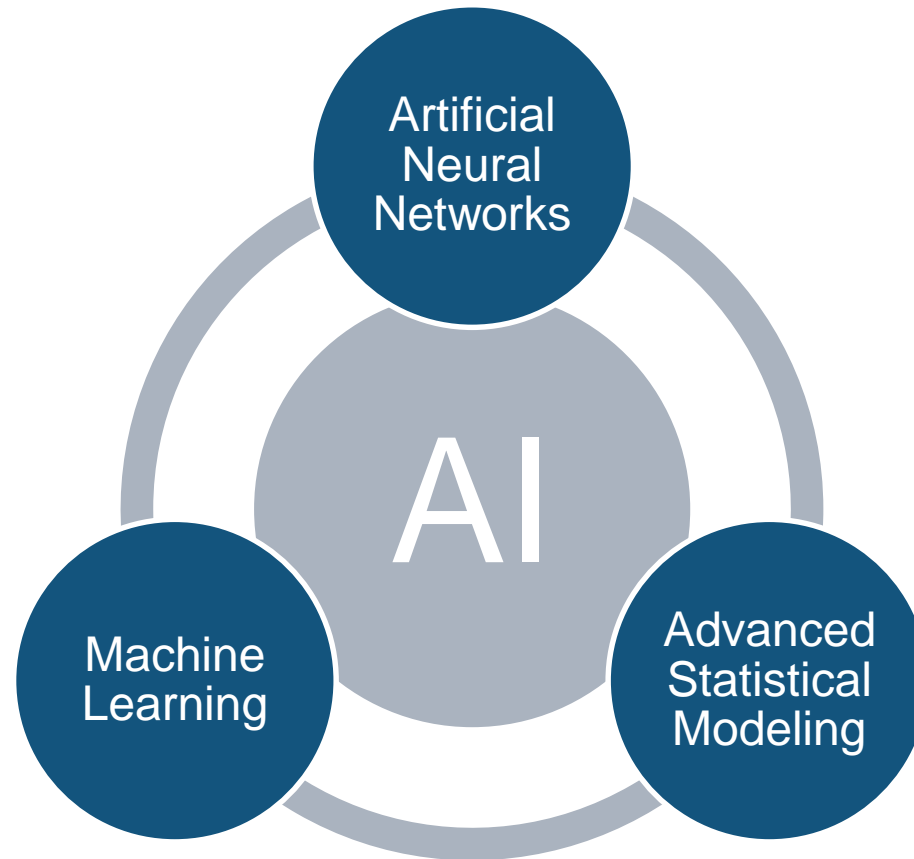 Artificial
Neural
Networks
AI
Machine
Learning
Advanced
Statistical
Modeling